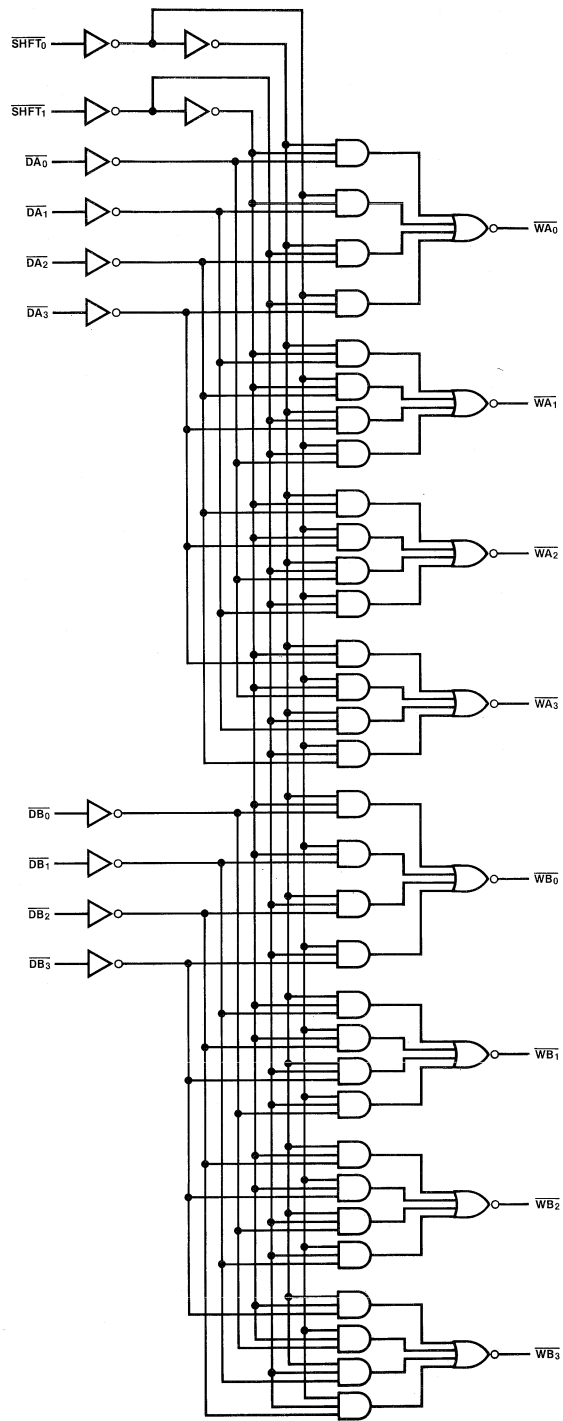 SHFT₀
SHFT₁
DA₀
DA₁
DA₂
DA₃
WA₀
WA₁
WA₂
WA₃
DB₀
DB₁
DB₂
DB₃
WB₀
WB₁
WB₂
WB₃